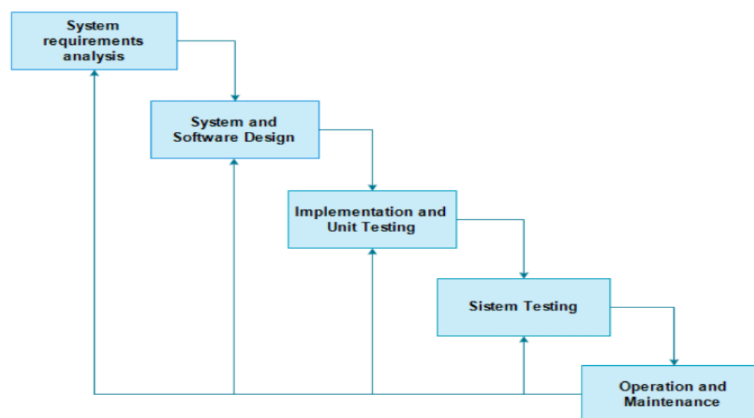 System
requirements
analysis
System and
Software Design
Implementation and
Unit Testing
Sistem Testing
Operation and
Maintenance